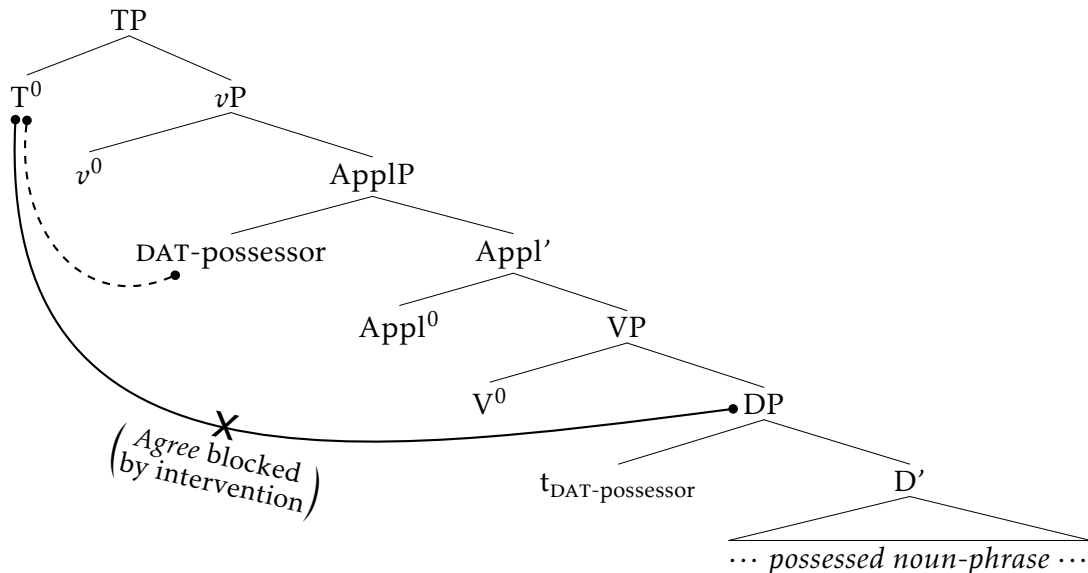 TP
T⁰ vP
v⁰ ApplP
DAT-possessor Appl’
Appl⁰ VP
V⁰ DP
(Agree blocked
by intervention)
t DAT-possessor D’
··· possessed noun-phrase ···